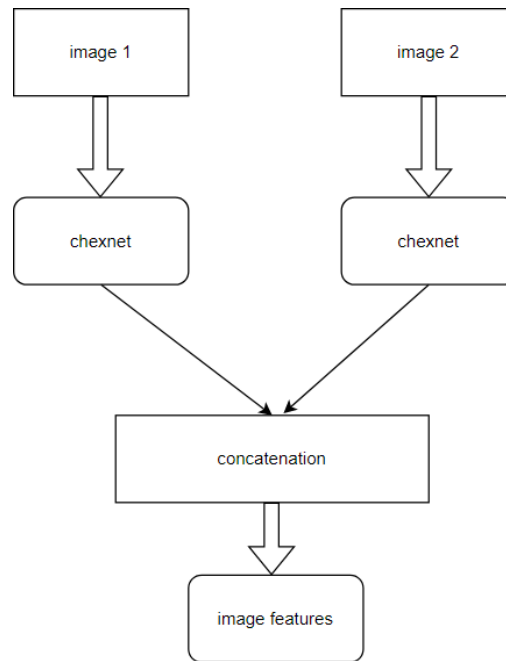 image 1
image 2
chexnet
chexnet
concatenation
image features